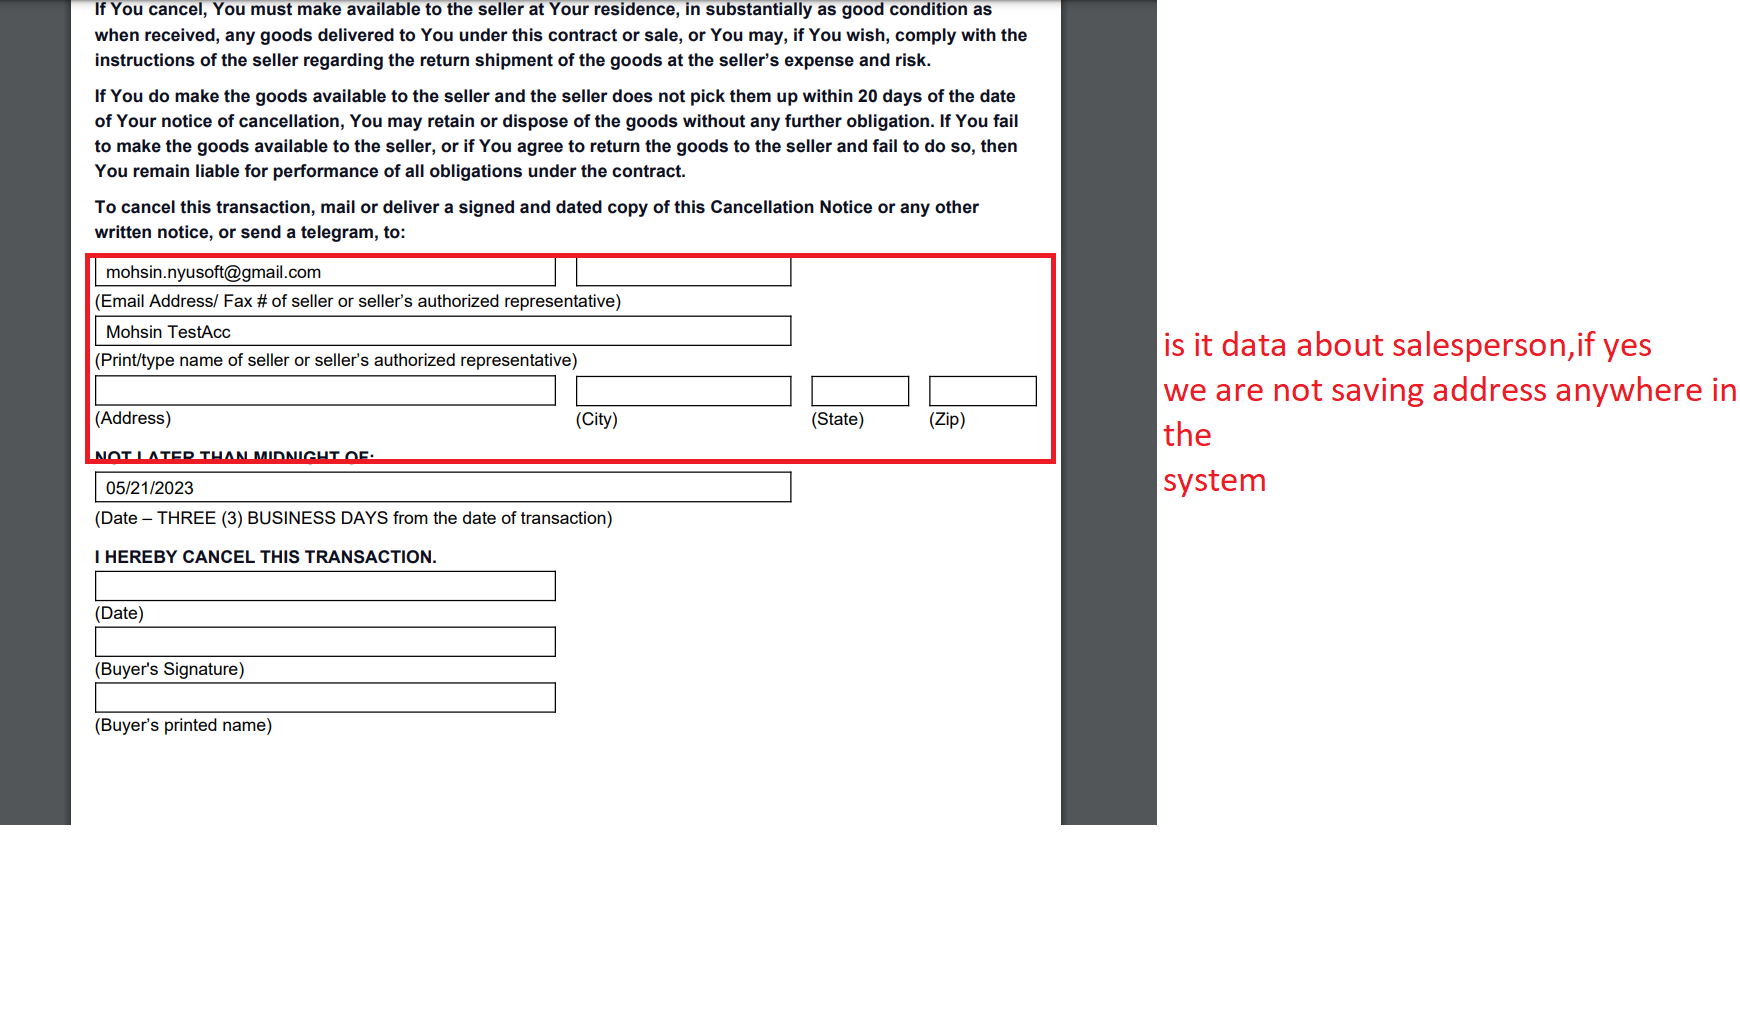 If You cancel, You must make available to the seller at Your residence, in substantially as good condition as
when received, any goods delivered to You under this contract or sale, or You may, if You wish, comply with the
instructions of the seller regarding the return shipment of the goods at the seller’s expense and risk.
If You do make the goods available to the seller and the seller does not pick them up within 20 days of the date
of Your notice of cancellation, You may retain or dispose of the goods without any further obligation. If You fail
to make the goods available to the seller, or if You agree to return the goods to the seller and fail to do so, then
You remain liable for performance of all obligations under the contract.
To cancel this transaction, mail or deliver a signed and dated copy of this Cancellation Notice or any other
written notice, or send a telegram, to:
mohsin.nyusoft@gmail.com
(Email Address/ Fax # of seller or seller’s authorized representative)
Mohsin TestAcc
(Print/type name of seller or seller’s authorized representative)
(Address) (City) (State) (Zip)
NOT LATER THAN MIDNIGHT OF:
05/21/2023
(Date – THREE (3) BUSINESS DAYS from the date of transaction)
I HEREBY CANCEL THIS TRANSACTION.
(Date)
(Buyer's Signature)
(Buyer’s printed name)
is it data about salesperson,if yes
we are not saving address anywhere in
the
system